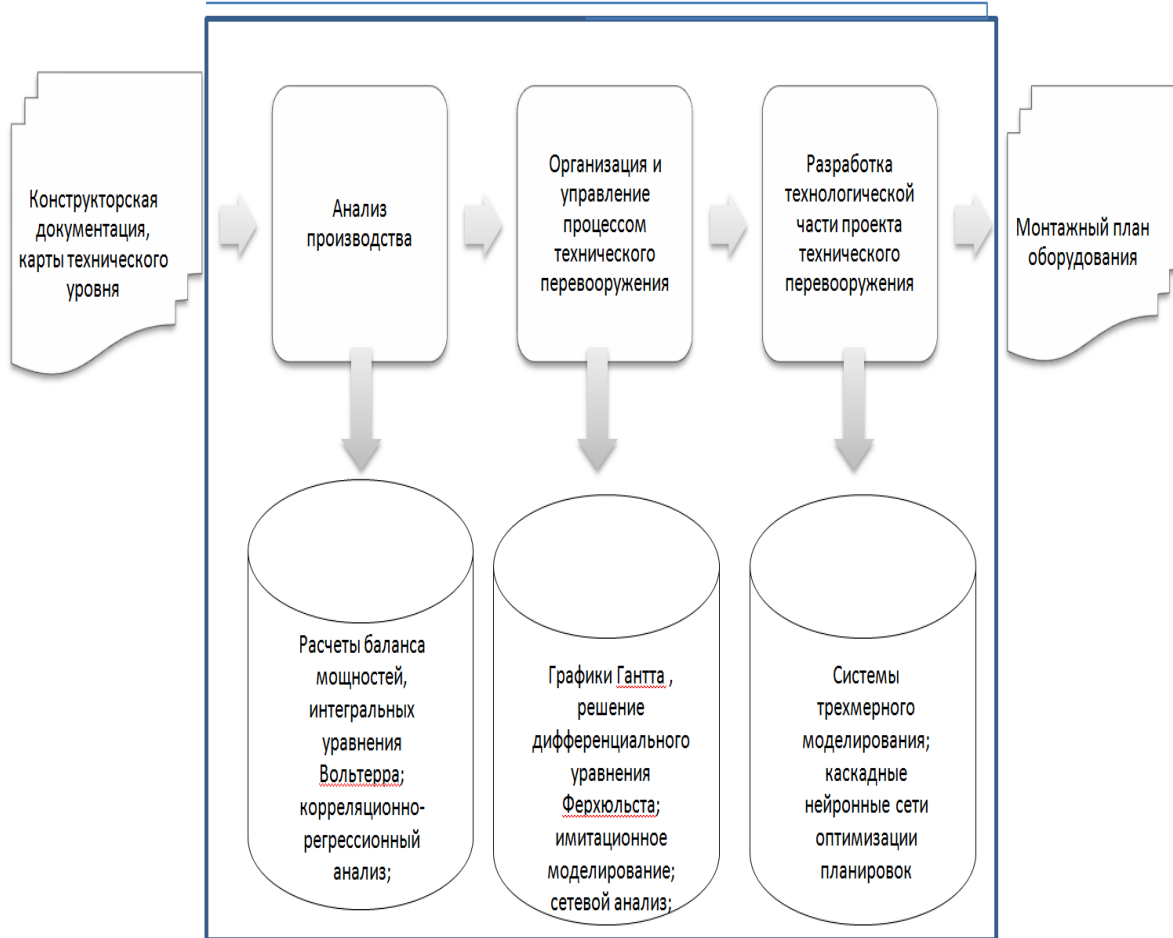 Конструкторская
документация,
карты технического
уровня
Анализ
производства
Организация и
управление
процессом
технического
перевооружения
Разработка
технологической
части проекта
технического
перевооружения
Монтажный план
оборудования
Расчеты баланса
мощностей,
интегральных
уравнения
Вольтерра;
корреляционно-
регрессионный
анализ;
Графики Гантта ,
решение
дифференциального
уравнения
Ферхюльста;
имитационное
моделирование;
сетевой анализ;
Системы
трехмерного
моделирования;
каскадные
нейронные сети
оптимизации
планировок